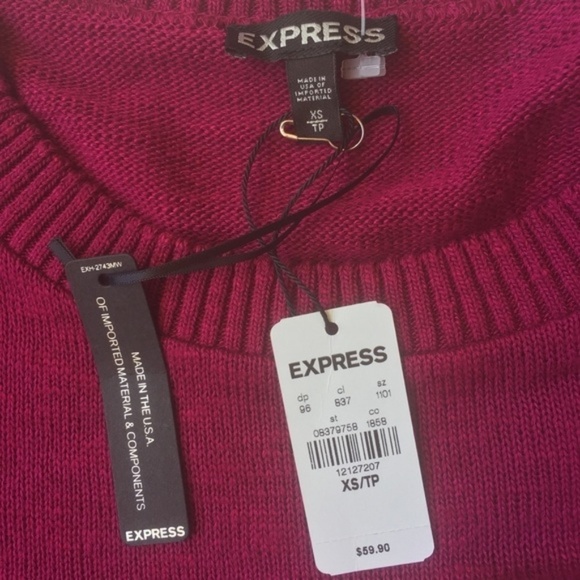 EXPRESS
MADE IN
USA OF
IMPORTED
MATERIAL
XS
TP
EXH-2743MW
MADE IN THE U.S.A.
OF IMPORTED MATERIAL & COMPONENTS
EXPRESS
EXPRESS
dp cl sz
96 837 1101
st co
08379758 1858
12127207
XS/TP
$59.90